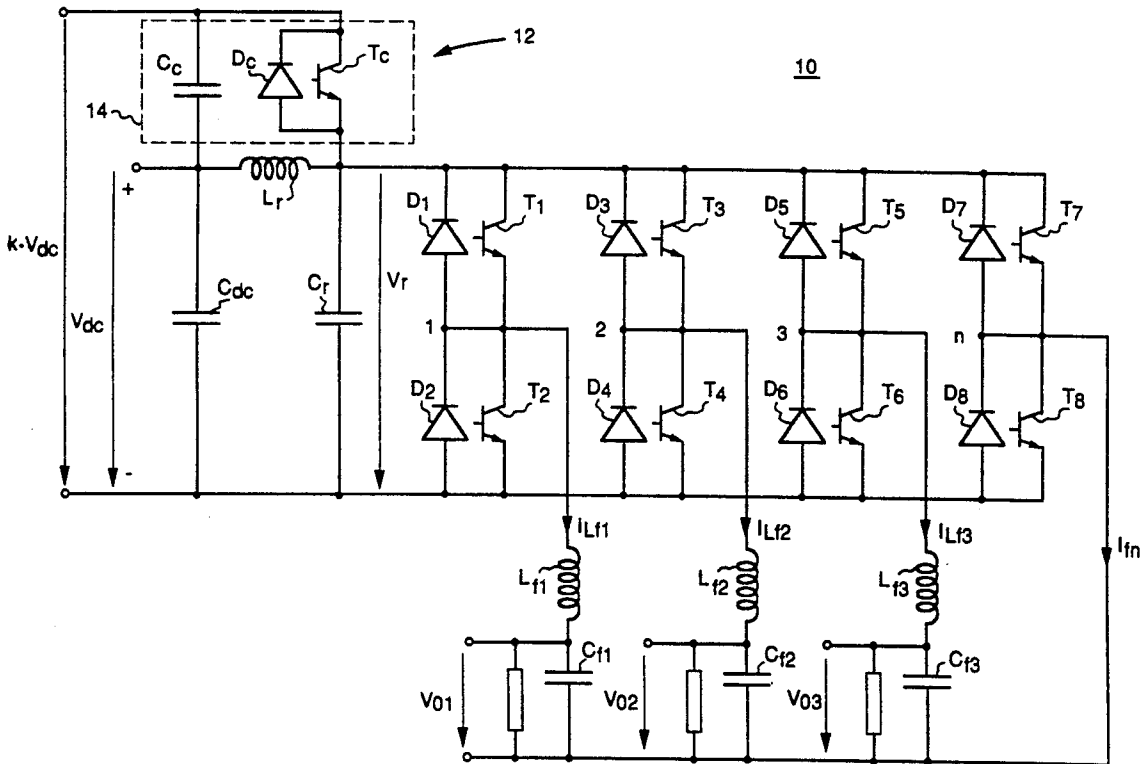 12
10
Cc
Dc
Tc
14
+
Lr
k·Vdc
Vdc
-
Cdc
Cr
Vr
D1
T1
D3
T3
D5
T5
D7
T7
1
2
3
n
D2
T2
D4
T4
D6
T6
D8
T8
iLf1
ILf2
ILf3
Ifn
Lf1
Lf2
Lf3
Cf1
Cf2
Cf3
V01
V02
V03